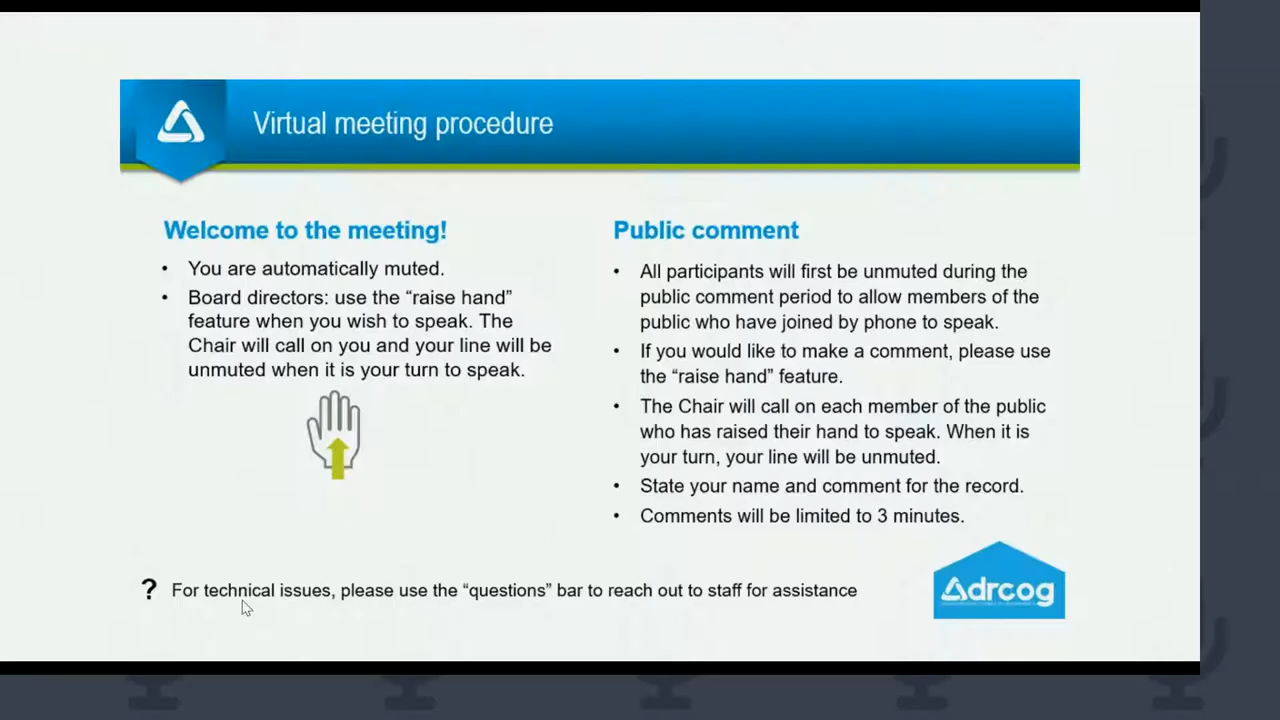 Virtual meeting procedure
Welcome to the meeting!
• You are automatically muted.
• Board directors: use the “raise hand”
feature when you wish to speak. The
Chair will call on you and your line will be
unmuted when it is your turn to speak.
Public comment
• All participants will first be unmuted during the
public comment period to allow members of the
public who have joined by phone to speak.
• If you would like to make a comment, please use
the “raise hand” feature.
• The Chair will call on each member of the public
who has raised their hand to speak. When it is
your turn, your line will be unmuted.
• State your name and comment for the record.
• Comments will be limited to 3 minutes.
? For technical issues, please use the “questions” bar to reach out to staff for assistance
drcog